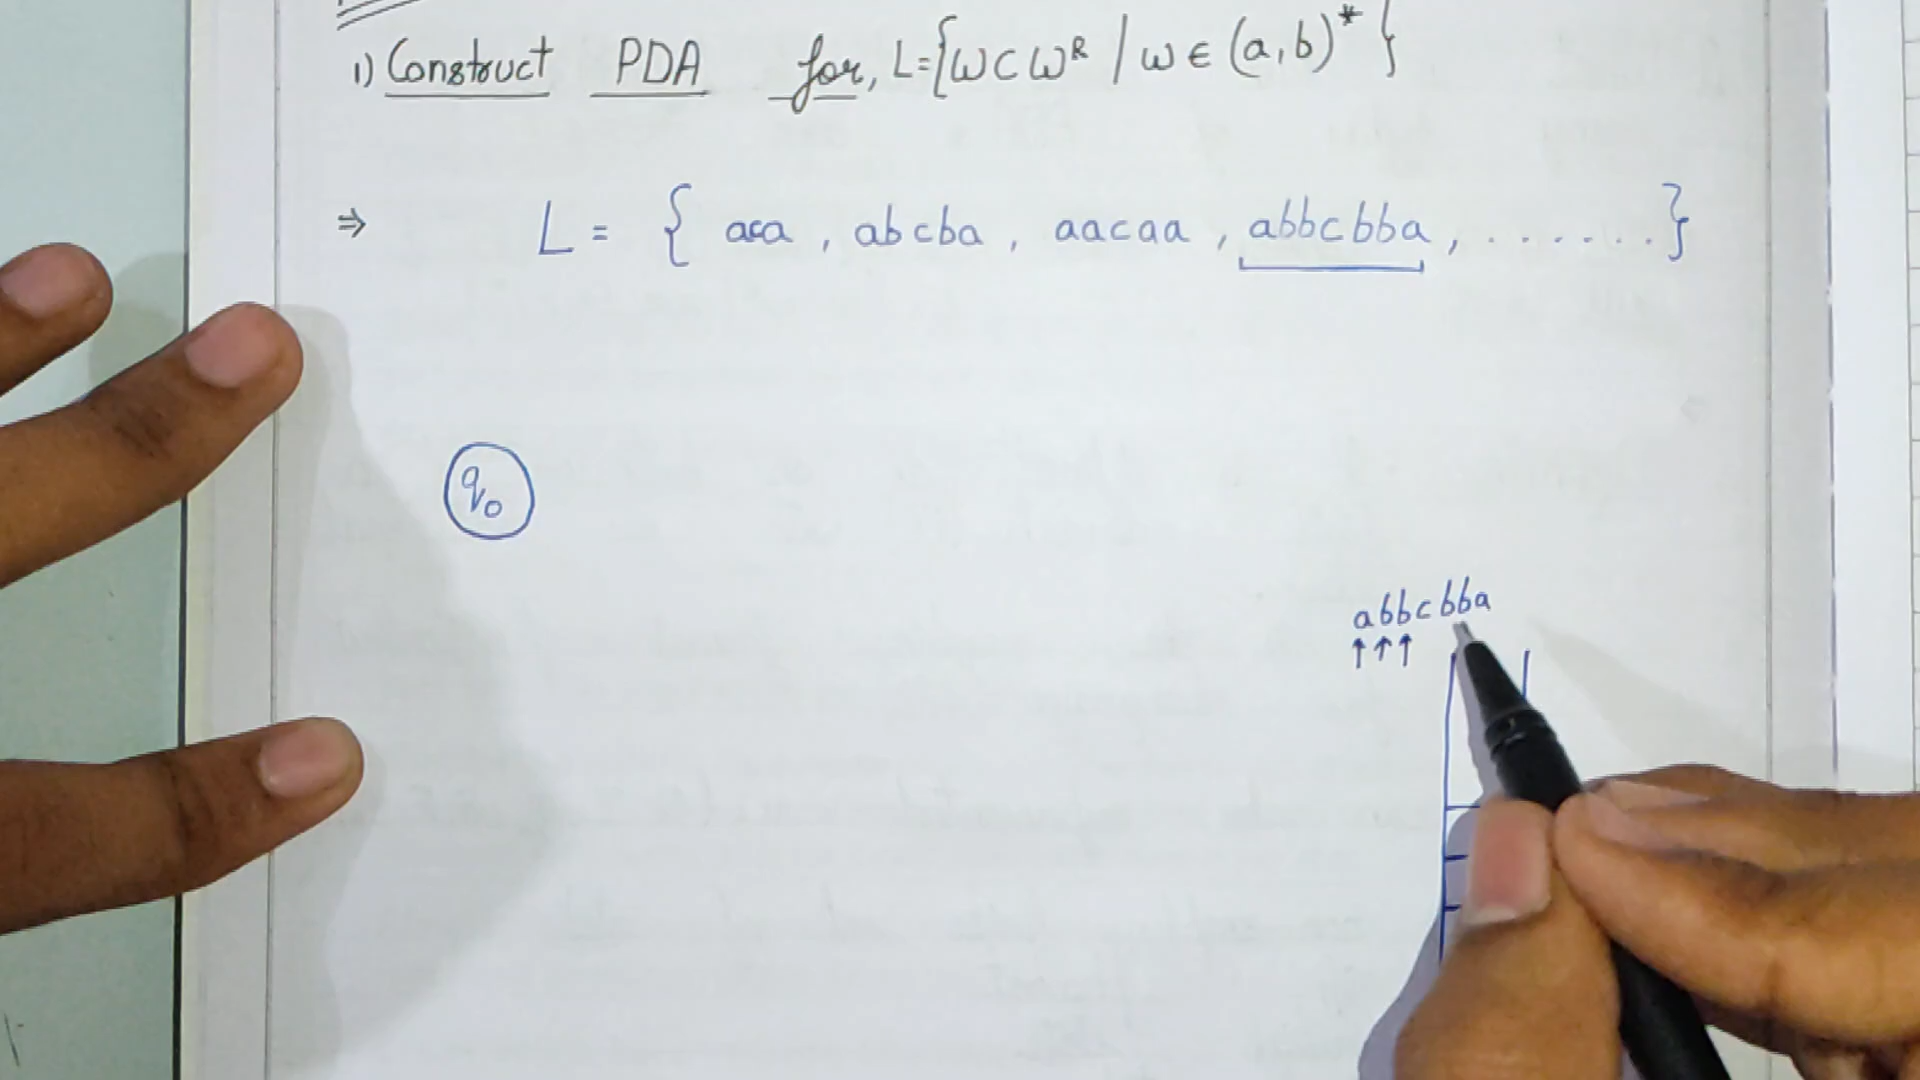 1) Construct PDA for, L={WCW^R / W ∈ (a,b)^* }
⇒ L = { aca , abcba , aacaa , abbcbba , ....... }
q₀
abbcbba
↑↑↑